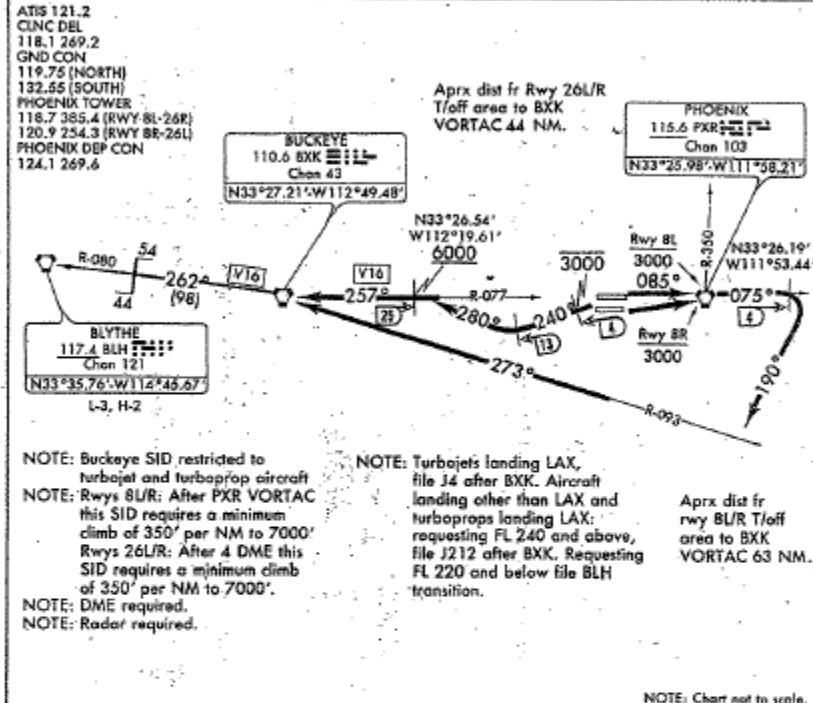 ATIS 121.2
CLNC DEL
118.1 269.2
GND CON
119.75 (NORTH)
132.55 (SOUTH)
PHOENIX TOWER
118.7 385.4 (RWY 8L-26R)
120.9 254.3 (RWY 8R-26L)
PHOENIX DEP CON
124.1 269.6
Aprx dist fr Rwy 26L/R
T/off area to BXK
VORTAC 44 NM.
PHOENIX
115.6 PXR
Chan 103
N33°25.98'-W111°58.21'
BUCKEYE
110.6 BXK
Chan 43
N33°27.21'-W112°49.48'
N33°26.54'
W112°19.61'
6000
3000
Rwy 8L
3000
085°
R-350
N33°26.19'
W111°53.44'
R-080
54
44
262°
(98)
V16
V16
257°
R-077
25
280°
240°
13
4
Rwy 8R
3000
075°
4
190°
273°
R-093
BLYTHE
117.4 BLH
Chan 121
N33°35.76'-W114°45.67'
L-3, H-2
NOTE: Buckeye SID restricted to
turbojet and turboprop aircraft
NOTE: Rwys 8L/R: After PXR VORTAC
this SID requires a minimum
climb of 350' per NM to 7000'
Rwys 26L/R: After 4 DME this
SID requires a minimum climb
of 350' per NM to 7000'.
NOTE: DME required.
NOTE: Radar required.
NOTE: Turbojets landing LAX,
file J4 after BXK. Aircraft
landing other than LAX and
turboprops landing LAX:
requesting FL 240 and above,
file J212 after BXK. Requesting
FL 220 and below file BLH
transition.
Aprx dist fr
rwy 8L/R T/off
area to BXK
VORTAC 63 NM.
NOTE: Chart not to scale.